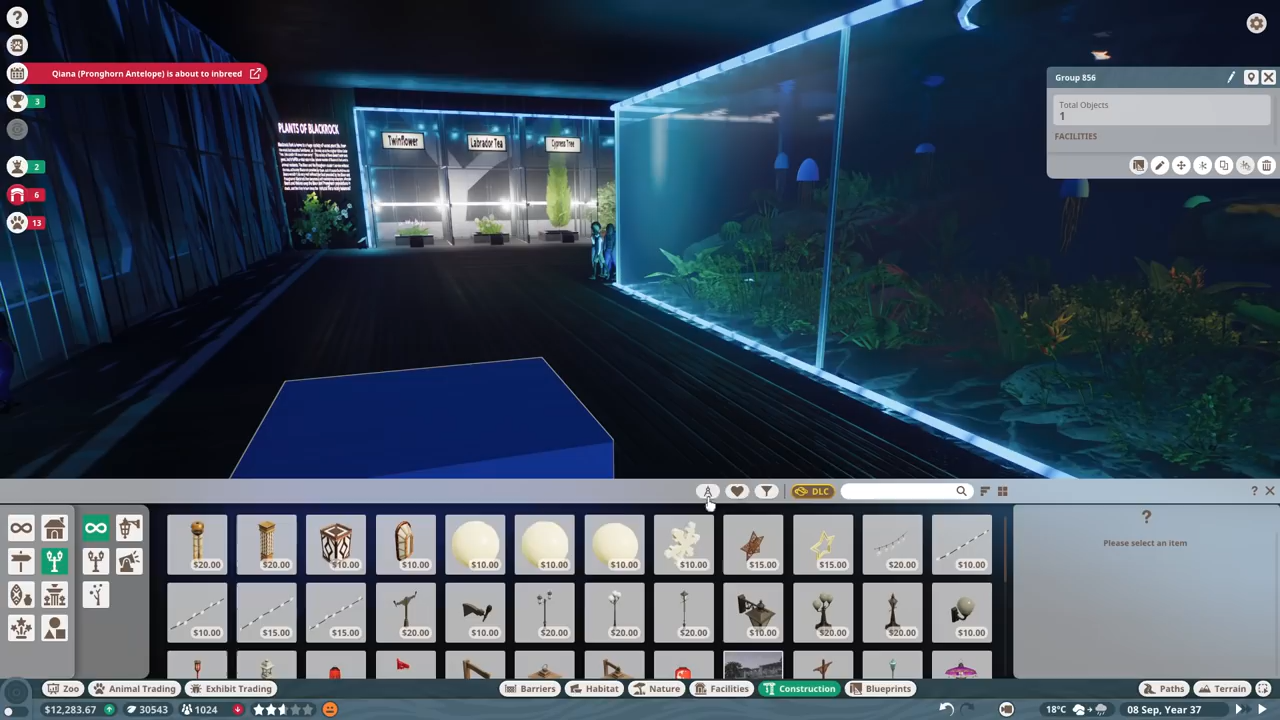 Qiana (Pronghorn Antelope) is about to inbreed
3
2
6
13
PLANTS OF BLACKROCK
Twinflower
Labrador Tea
Cypress Tree
Group 856
Total Objects
1
FACILITIES
DLC
?
$20.00 $20.00 $10.00 $10.00 $10.00 $10.00 $10.00 $10.00 $15.00 $15.00 $20.00 $10.00
$10.00 $15.00 $15.00 $20.00 $10.00 $20.00 $20.00 $20.00 $10.00 $20.00 $20.00 $10.00
?
Please select an item
Zoo
Animal Trading
Exhibit Trading
Barriers
Habitat
Nature
Facilities
Construction
Blueprints
Paths
Terrain
$12,283.67
30543
1024
18°C
08 Sep, Year 37